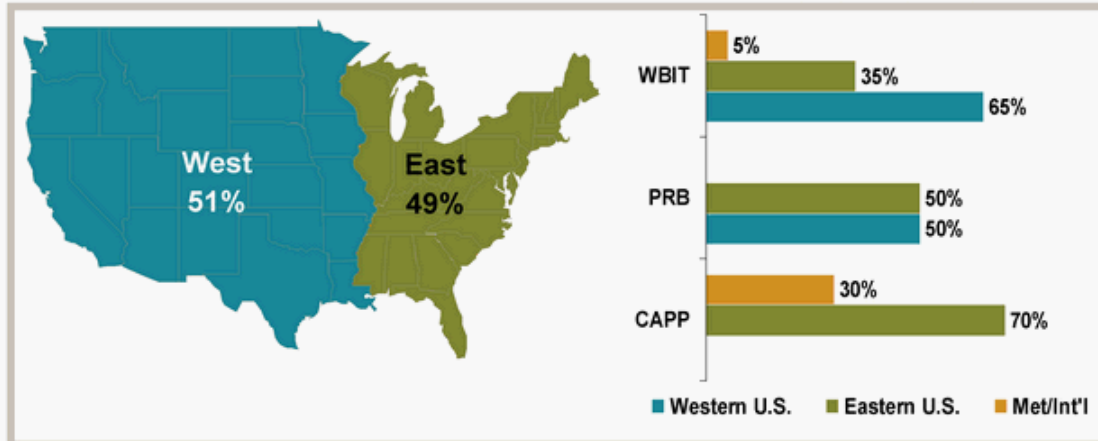 West
51%
East
49%
WBIT
5%
35%
65%
PRB
50%
50%
CAPP
30%
70%
Western U.S.
Eastern U.S.
Met/Int'l